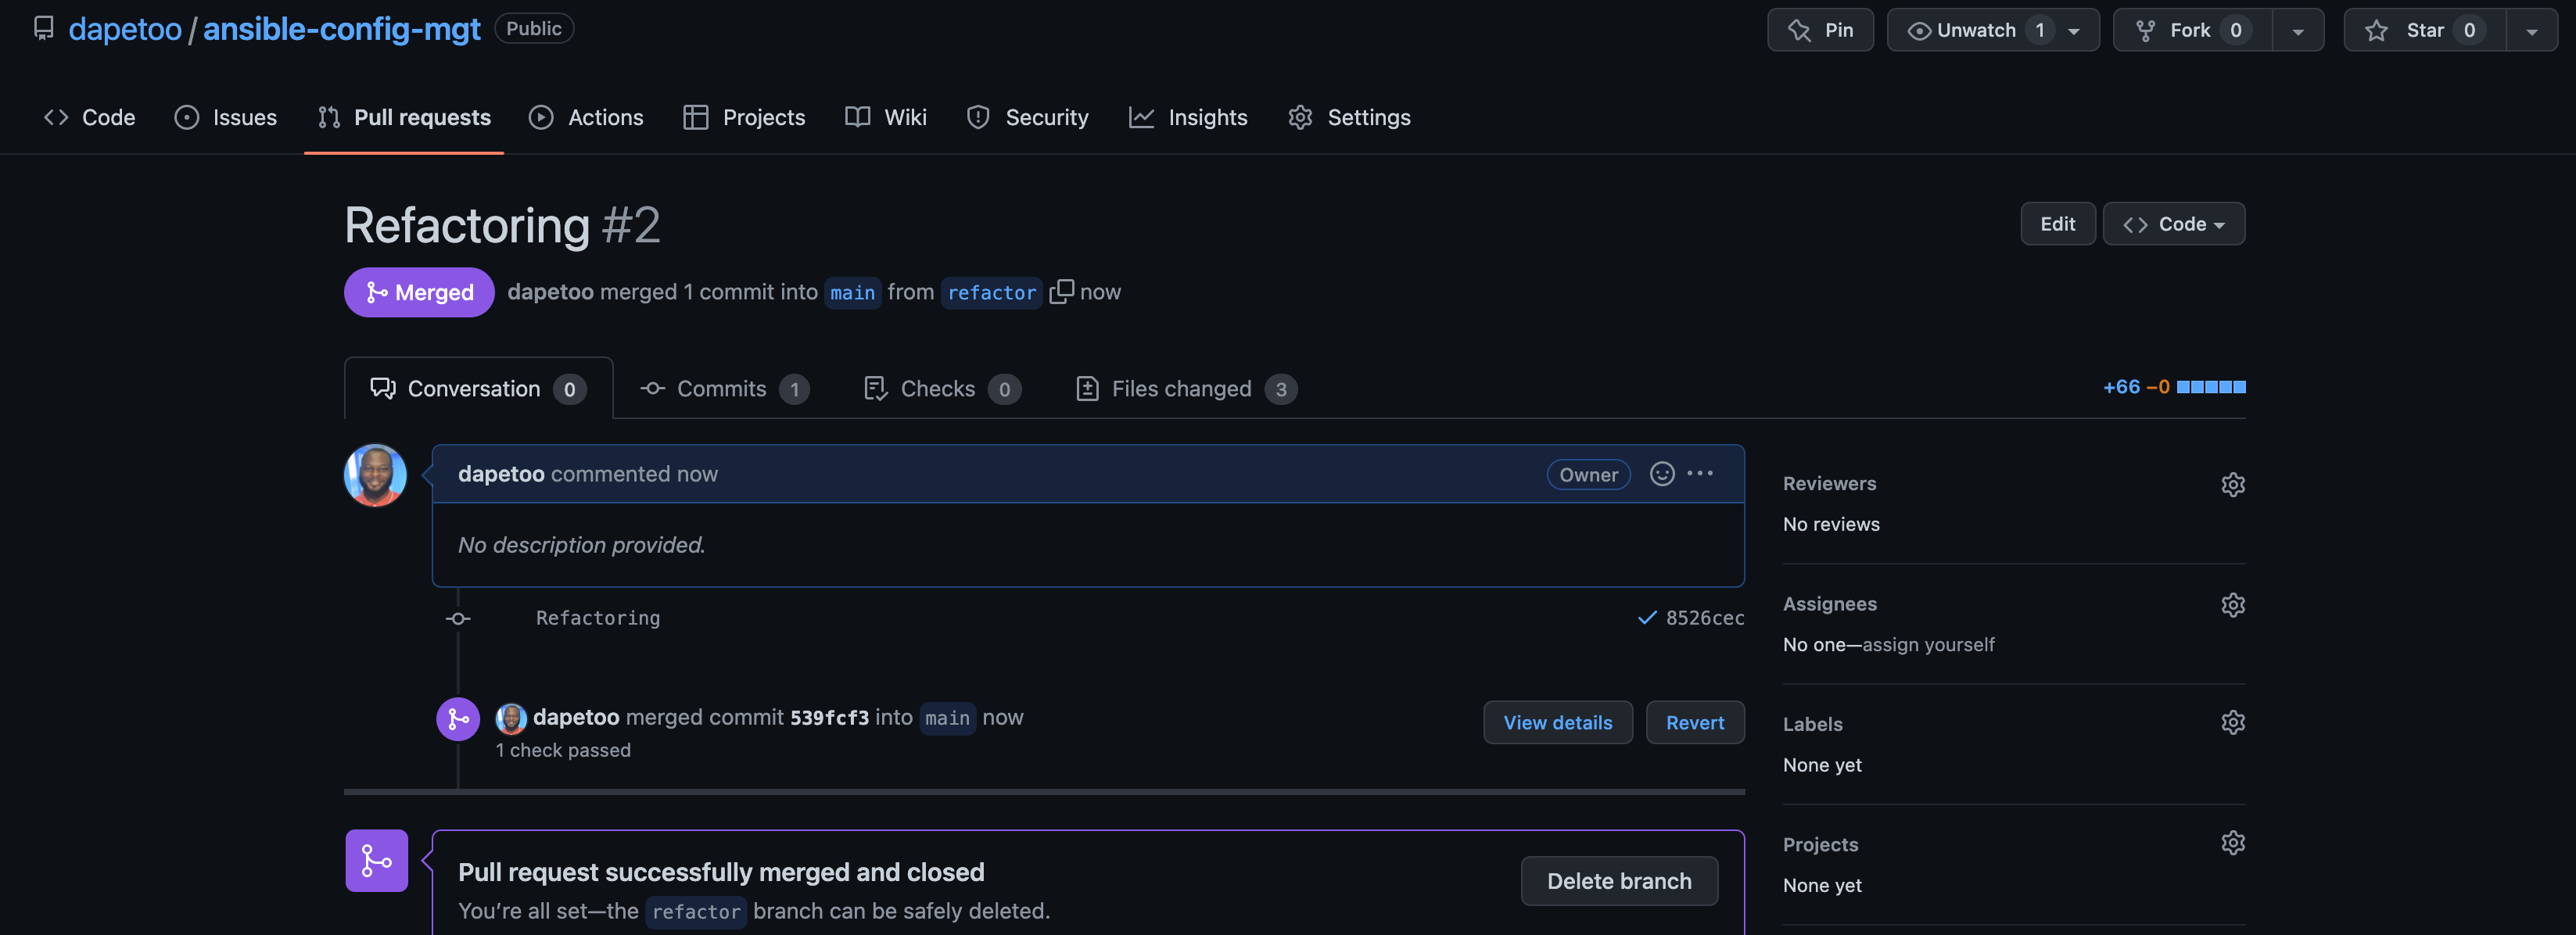 dapetoo / ansible-config-mgt Public Pin Unwatch 1 Fork 0 Star 0
Code Issues Pull requests Actions Projects Wiki Security Insights Settings
Refactoring #2 Edit Code
Merged dapetoo merged 1 commit into main from refactor now
Conversation 0 Commits 1 Checks 0 Files changed 3 +66 −0
dapetoo commented now Owner ···
No description provided.
Refactoring 8526cec
dapetoo merged commit 539fcf3 into main now View details Revert
1 check passed
Pull request successfully merged and closed Delete branch
You’re all set—the refactor branch can be safely deleted.
Reviewers
No reviews
Assignees
No one—assign yourself
Labels
None yet
Projects
None yet